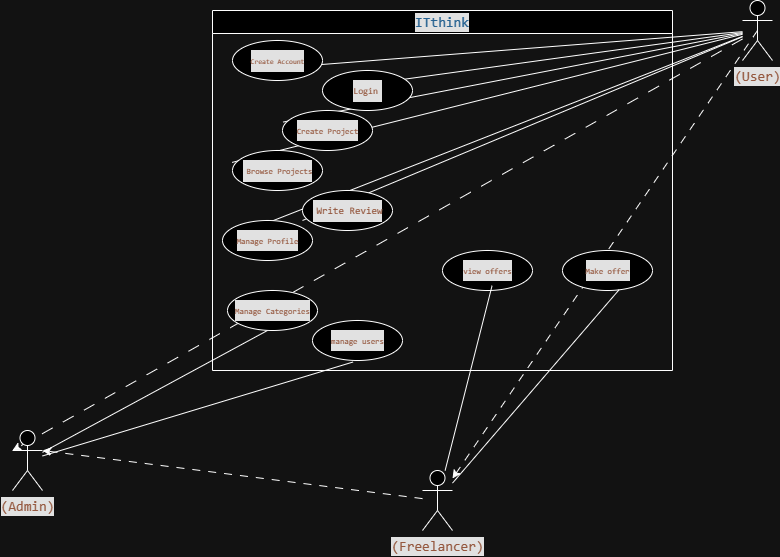 ITthink
(User)
Create Account
Login
Create Project
Browse Projects
Write Review
Manage Profile
view offers
Make offer
Manage Categories
manage users
(Admin)
(Freelancer)